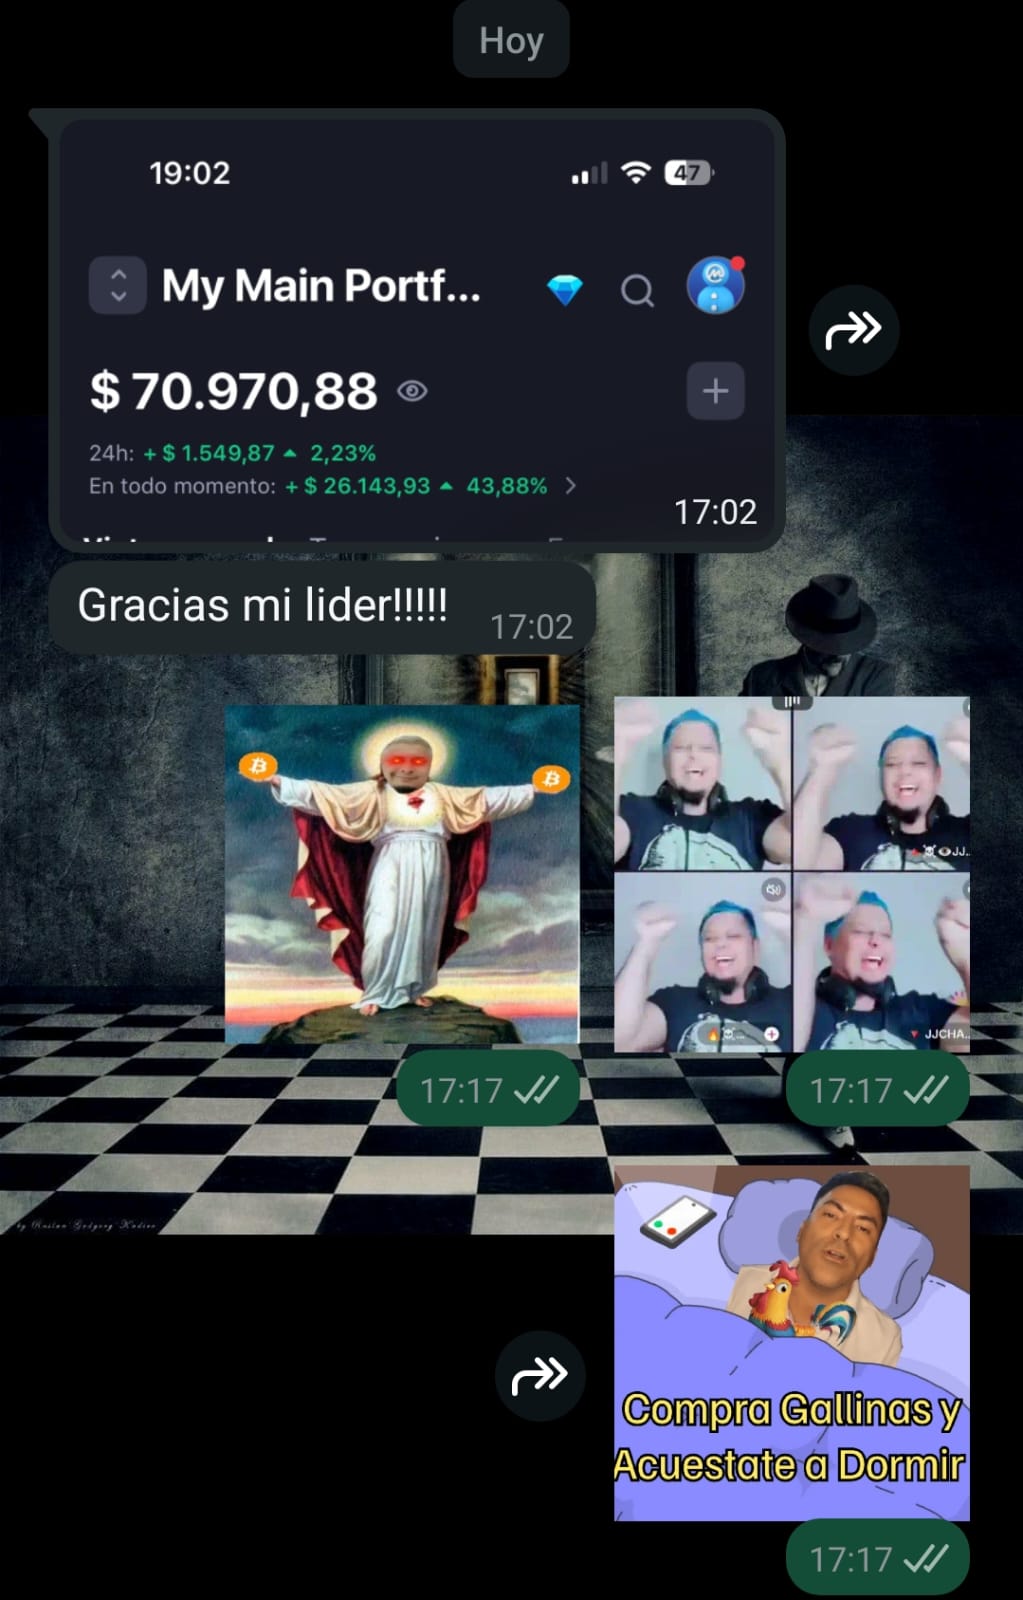 Hoy
19:02
47
My Main Portf...
$ 70.970,88
24h: + $ 1.549,87 ▲ 2,23%
En todo momento: + $ 26.143,93 ▲ 43,88%
17:02
Gracias mi lider!!!!!
17:02
JJ..
JJCHA..
17:17
17:17
Compra Gallinas y
Acuestate a Dormir
17:17